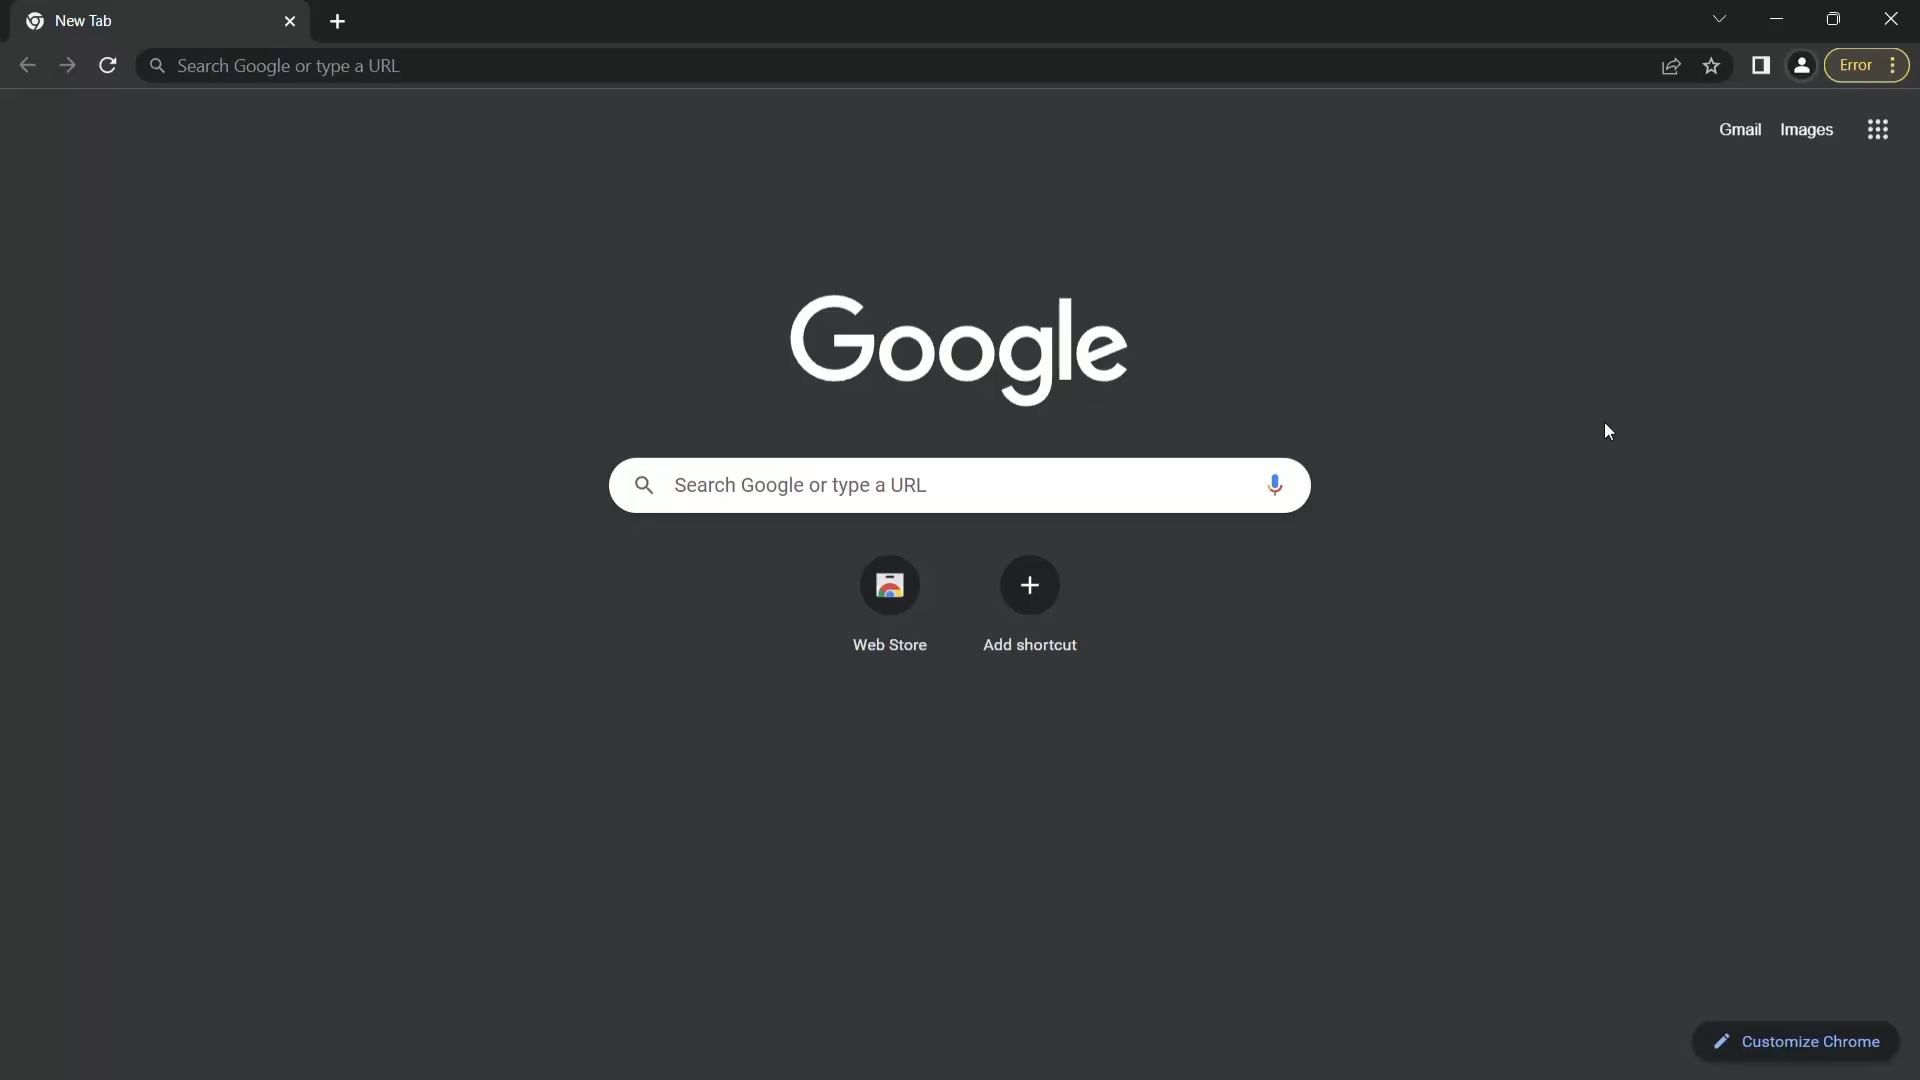 New Tab
Search Google or type a URL
Error
Gmail Images
Google
Search Google or type a URL
Web Store Add shortcut
Customize Chrome